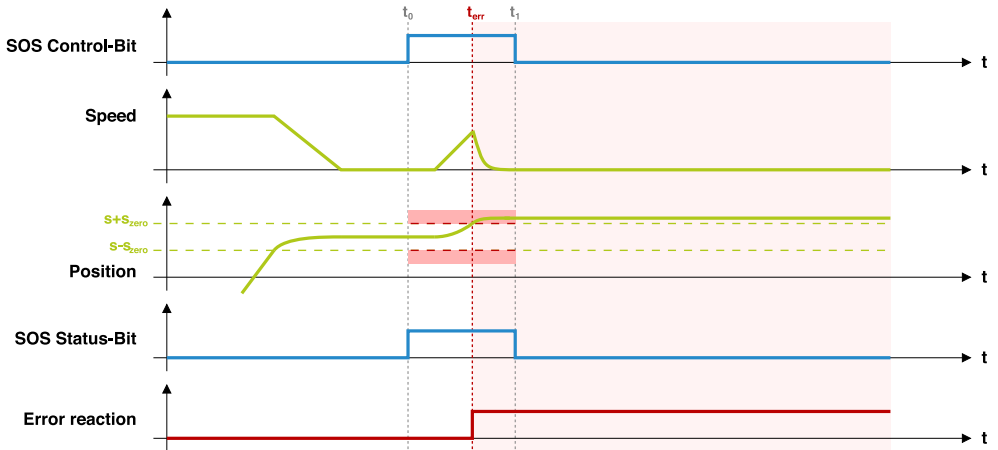 t0 terr t1
SOS Control-Bit
t
Speed
t
s+szero
s-szero
Position
t
SOS Status-Bit
t
Error reaction
t